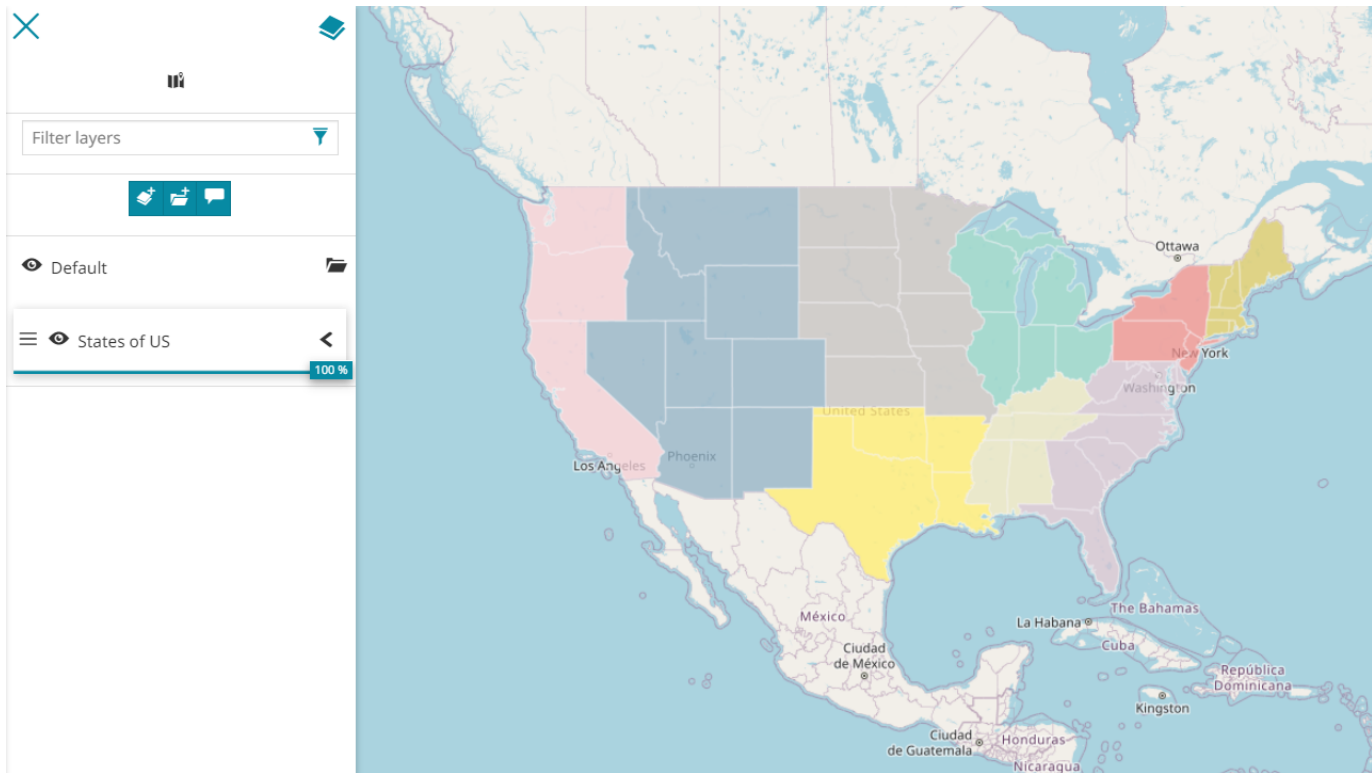 Filter layers
Default
States of US
100 %
Ottawa
New York
Washington
United States
Phoenix
Los Angeles
The Bahamas
México
La Habana
Cuba
Ciudad
de México
República
Dominicana
Kingston
Ciudad
de Guatemala
Honduras
Nicaragua